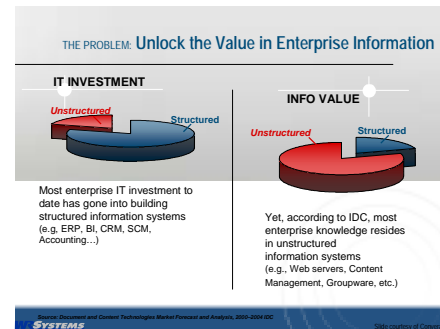 THE PROBLEM: Unlock the Value in Enterprise Information
IT INVESTMENT
Unstructured
Structured
Most enterprise IT investment to
date has gone into building
structured information systems
(e.g, ERP, BI, CRM, SCM,
Accounting…)
INFO VALUE
Unstructured
Structured
Yet, according to IDC, most
enterprise knowledge resides
in unstructured
information systems
(e.g., Web servers, Content
Management, Groupware, etc.)
Source: Document and Content Technologies Market Forecast and Analysis, 2000–2004 IDC
SYSTEMS
Slide courtesy of